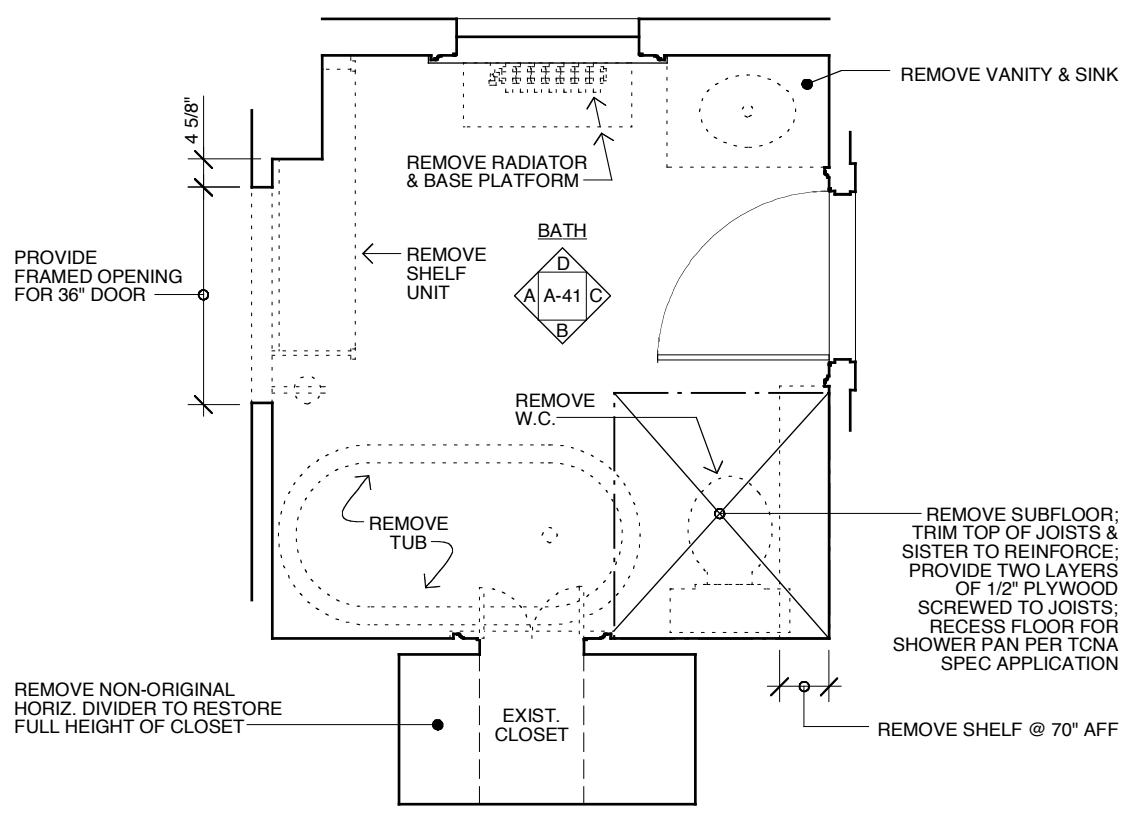 REMOVE VANITY & SINK
4 5/8"
REMOVE RADIATOR
& BASE PLATFORM
BATH
D
A A-41 C
B
PROVIDE
FRAMED OPENING
FOR 36" DOOR
REMOVE
SHELF
UNIT
REMOVE
W.C.
REMOVE
TUB
REMOVE SUBFLOOR;
TRIM TOP OF JOISTS &
SISTER TO REINFORCE;
PROVIDE TWO LAYERS
OF 1/2" PLYWOOD
SCREWED TO JOISTS;
RECESS FLOOR FOR
SHOWER PAN PER TCNA
SPEC APPLICATION
REMOVE NON-ORIGINAL
HORIZ. DIVIDER TO RESTORE
FULL HEIGHT OF CLOSET
EXIST.
CLOSET
REMOVE SHELF @ 70" AFF